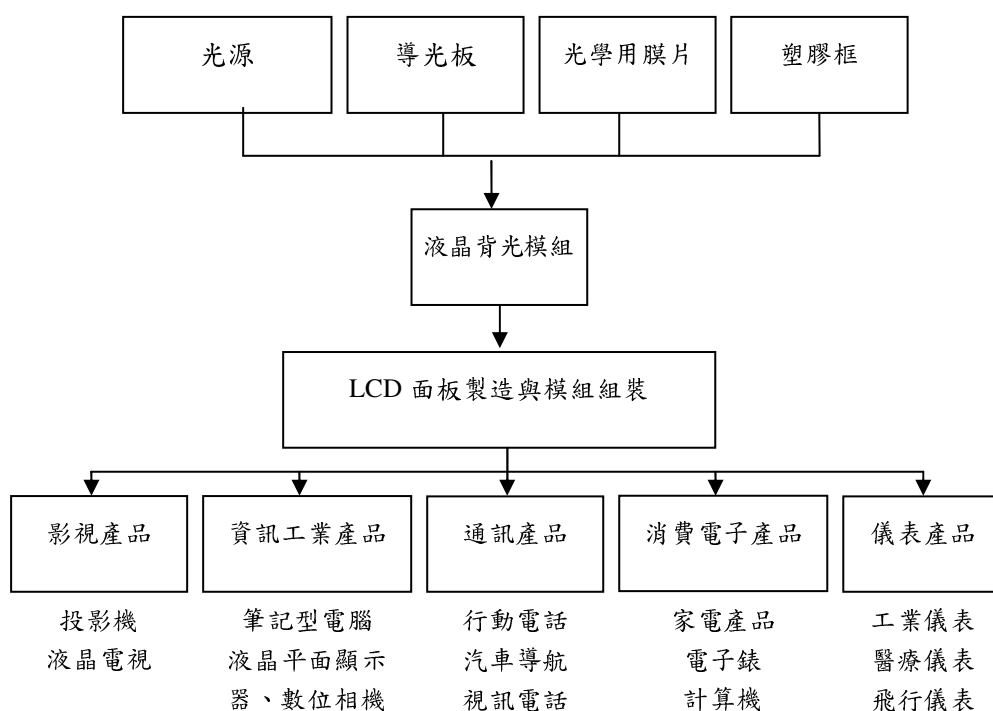 光源
導光板
光學用膜片
塑膠框
液晶背光模組
LCD 面板製造與模組組裝
影視產品
資訊工業產品
通訊產品
消費電子產品
儀表產品
投影機
液晶電視
筆記型電腦
液晶平面顯示
器、數位相機
行動電話
汽車導航
視訊電話
家電產品
電子錶
計算機
工業儀表
醫療儀表
飛行儀表